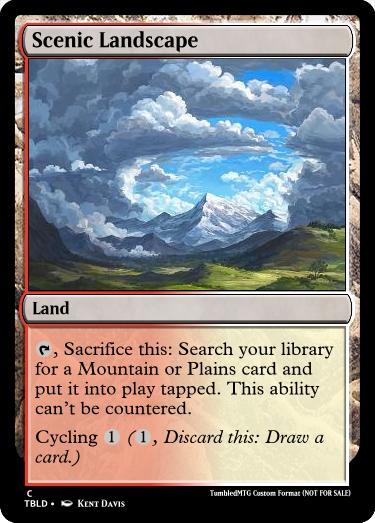 Scenic Landscape
Land
, Sacrifice this: Search your library
for a Mountain or Plains card and
put it into play tapped. This ability
can't be countered.
Cycling 1 (1, Discard this: Draw a
card.)
C
TBLD • Kent Davis
TumbledMTG Custom Format (NOT FOR SALE)